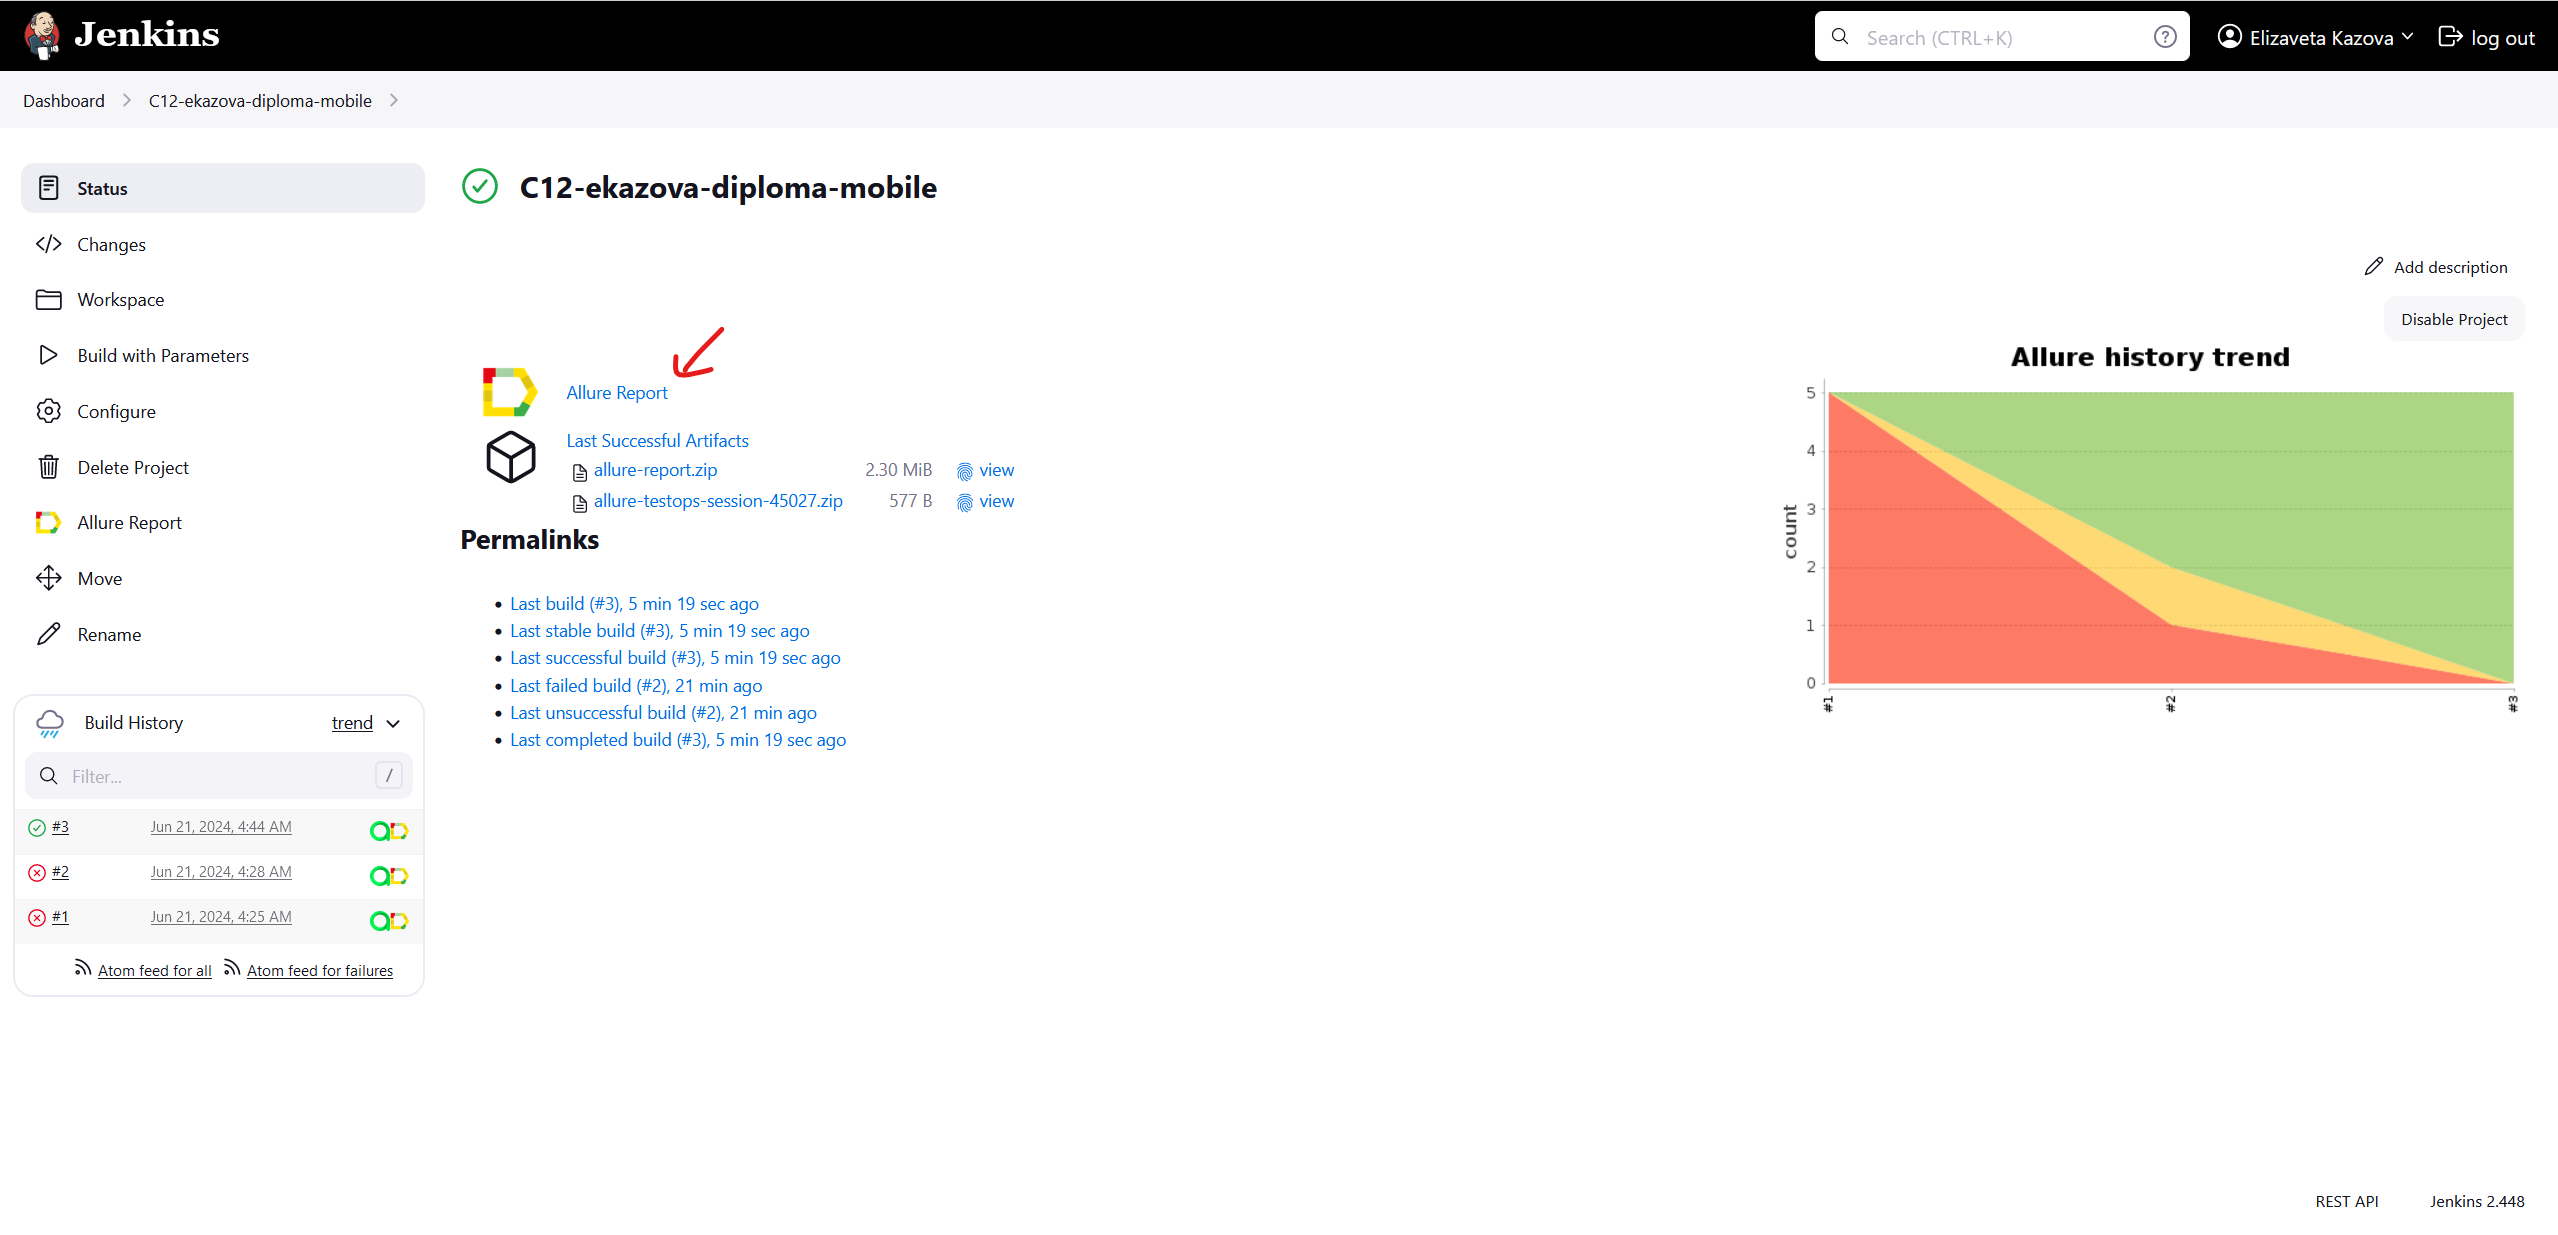 Jenkins
Search (CTRL+K)
Elizaveta Kazova
log out
Dashboard
C12-ekazova-diploma-mobile
Status
Changes
Workspace
Build with Parameters
Configure
Delete Project
Allure Report
Move
Rename
Build History
trend
Filter...
/
#3
Jun 21, 2024, 4:44 AM
#2
Jun 21, 2024, 4:28 AM
#1
Jun 21, 2024, 4:25 AM
Atom feed for all
Atom feed for failures
C12-ekazova-diploma-mobile
Add description
Disable Project
Allure Report
Last Successful Artifacts
allure-report.zip 2.30 MiB view
allure-testops-session-45027.zip 577 B view
Permalinks
Last build (#3), 5 min 19 sec ago
Last stable build (#3), 5 min 19 sec ago
Last successful build (#3), 5 min 19 sec ago
Last failed build (#2), 21 min ago
Last unsuccessful build (#2), 21 min ago
Last completed build (#3), 5 min 19 sec ago
Allure history trend
count
5
4
3
2
1
0
#1
#2
#3
REST API
Jenkins 2.448